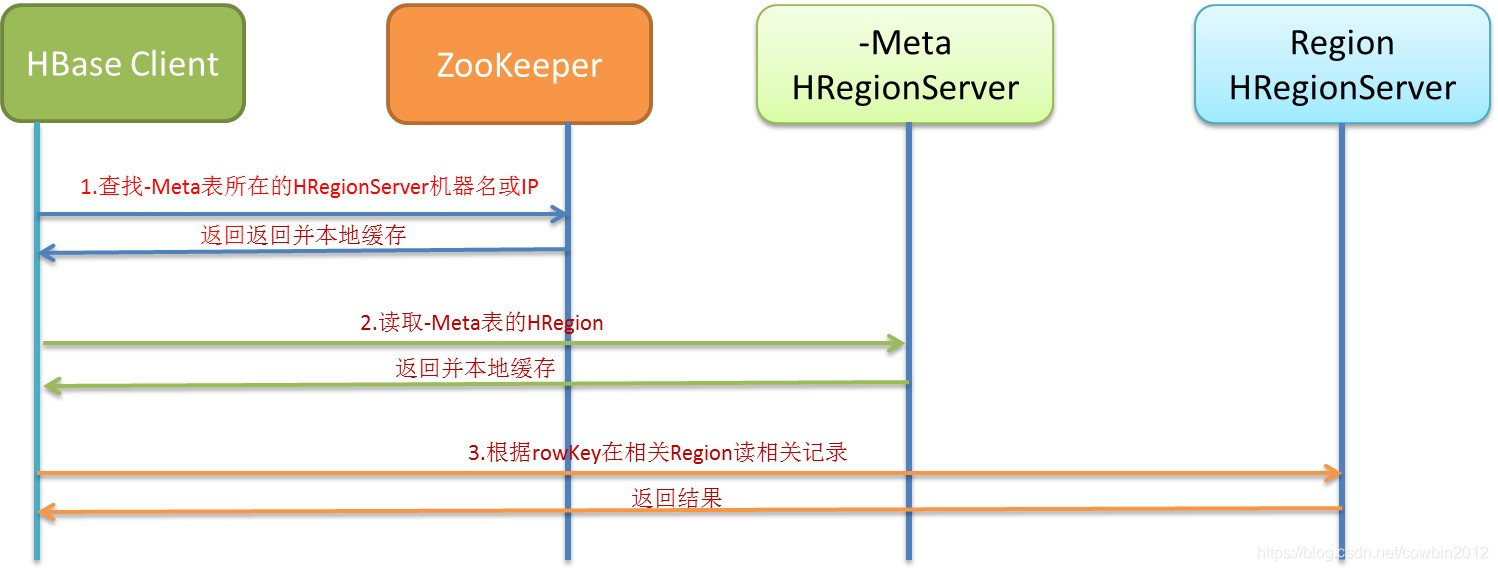 HBase Client
ZooKeeper
-Meta
HRegionServer
Region
HRegionServer
1.查找-Meta表所在的HRegionServer机器名或IP
返回返回并本地缓存
2.读取-Meta表的HRegion
返回并本地缓存
3.根据rowKey在相关Region读相关记录
返回结果
https://blog.csdn.net/cowbin2012